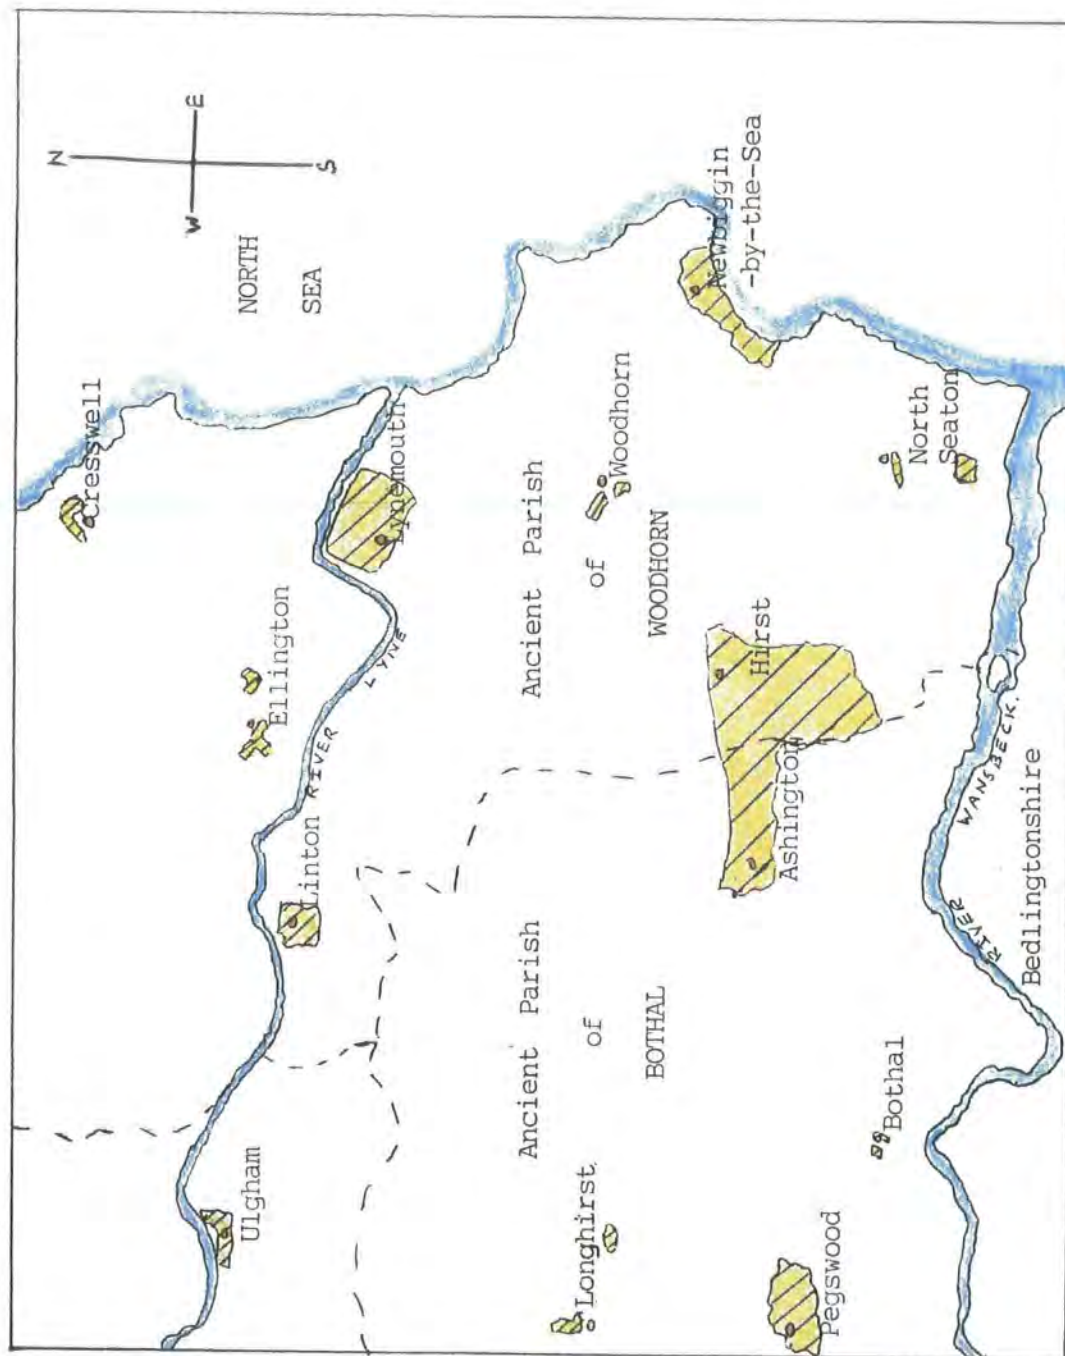 N
W E
S
NORTH
SEA
Cresswell
Ellington
Lynemouth
RIVER LYNE
Linton
Ulgham
Ancient Parish
of
WOODHORN
Woodhorn
Newbiggin
-by-the-Sea
North
Seaton
Hirst
Ashington
Ancient Parish
of
BOTHAL
Longhirst
Pegswood
Bothal
RIVER WANSBECK.
Bedlingtonshire